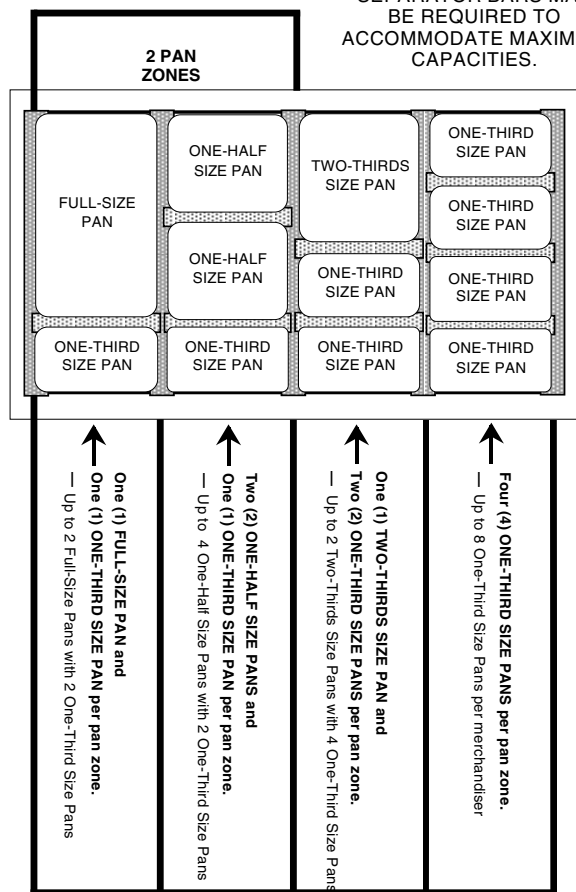 BE REQUIRED TO
ACCOMMODATE MAXIM
CAPACITIES.
2 PAN
ZONES
FULL-SIZE
PAN
ONE-THIRD
SIZE PAN
ONE-HALF
SIZE PAN
ONE-HALF
SIZE PAN
ONE-THIRD
SIZE PAN
TWO-THIRDS
SIZE PAN
ONE-THIRD
SIZE PAN
ONE-THIRD
SIZE PAN
ONE-THIRD
SIZE PAN
ONE-THIRD
SIZE PAN
ONE-THIRD
SIZE PAN
ONE-THIRD
SIZE PAN
One (1) FULL-SIZE PAN and
One (1) ONE-THIRD SIZE PAN per pan zone.
— Up to 2 Full-Size Pans with 2 One-Third Size Pans
Two (2) ONE-HALF SIZE PANS and
One (1) ONE-THIRD SIZE PAN per pan zone.
— Up to 4 One-Half Size Pans with 2 One-Third Size Pans
One (1) TWO-THIRDS SIZE PAN and
Two (2) ONE-THIRD SIZE PANS per pan zone.
— Up to 2 Two-Thirds Size Pans with 4 One-Third Size Pans
Four (4) ONE-THIRD SIZE PANS per pan zone.
— Up to 8 One-Third Size Pans per merchandiser